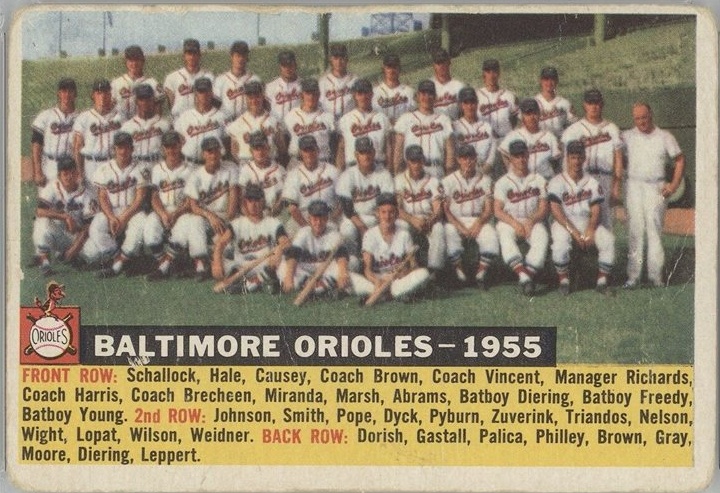 ORIOLES
BALTIMORE ORIOLES – 1955
FRONT ROW: Schallock, Hale, Causey, Coach Brown, Coach Vincent, Manager Richards,
Coach Harris, Coach Brecheen, Miranda, Marsh, Abrams, Batboy Diering, Batboy Freedy,
Batboy Young. 2nd ROW: Johnson, Smith, Pope, Dyck, Pyburn, Zuverink, Triandos, Nelson,
Wight, Lopat, Wilson, Weidner. BACK ROW: Dorish, Gastall, Palica, Philley, Brown, Gray,
Moore, Diering, Leppert.